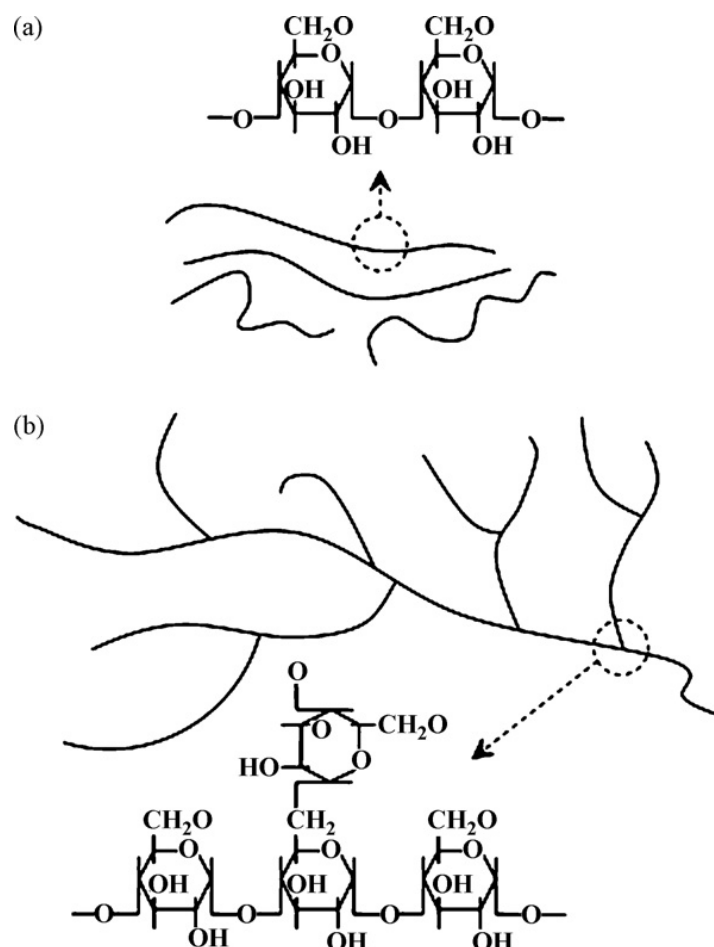 (a)
CH₂O CH₂O
O O
OH OH
O O O
OH OH
(b)
O
O CH₂O
HO O
CH₂O CH₂ CH₂O
O O O
OH OH OH
O O O O
OH OH OH